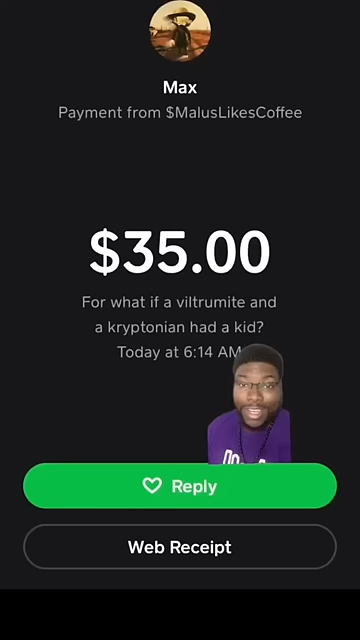 Max
Payment from $MalusLikesCoffee
$35.00
For what if a viltrumite and
a kryptonian had a kid?
Today at 6:14 AM
Reply
Web Receipt